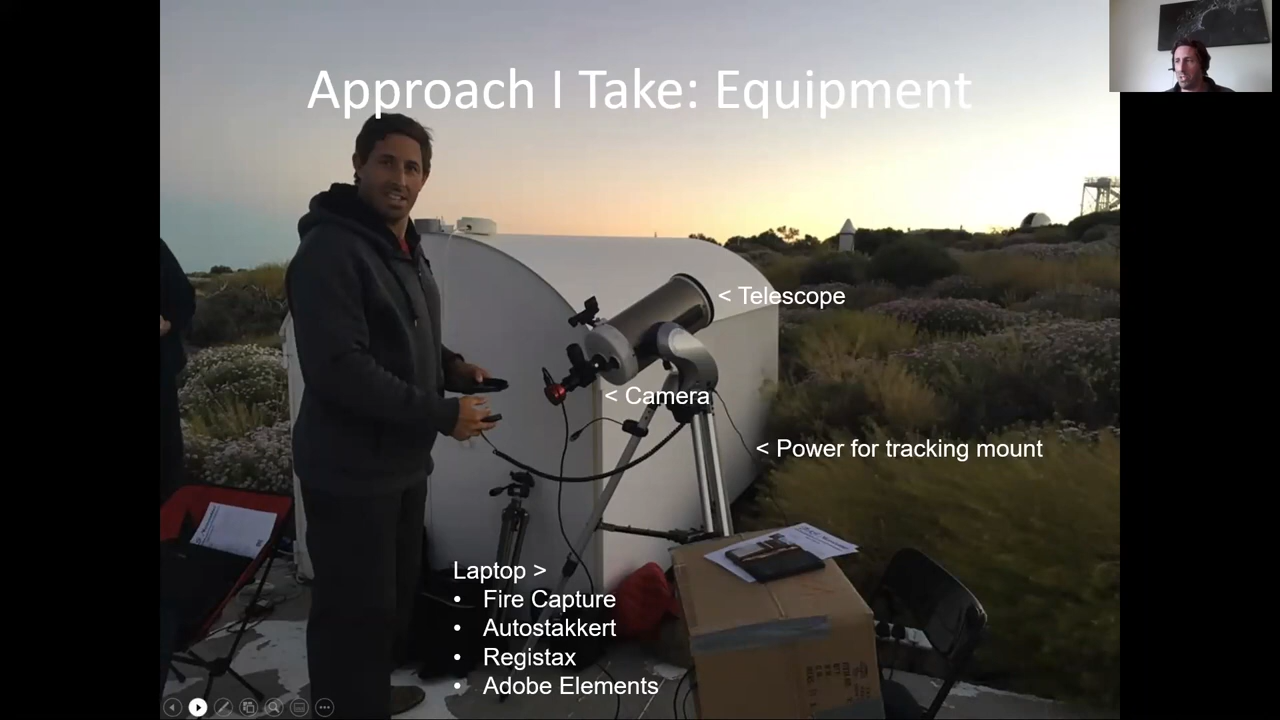 Approach I Take: Equipment
< Telescope
< Camera
< Power for tracking mount
Laptop >
• Fire Capture
• Autostakkert
• Registax
• Adobe Elements